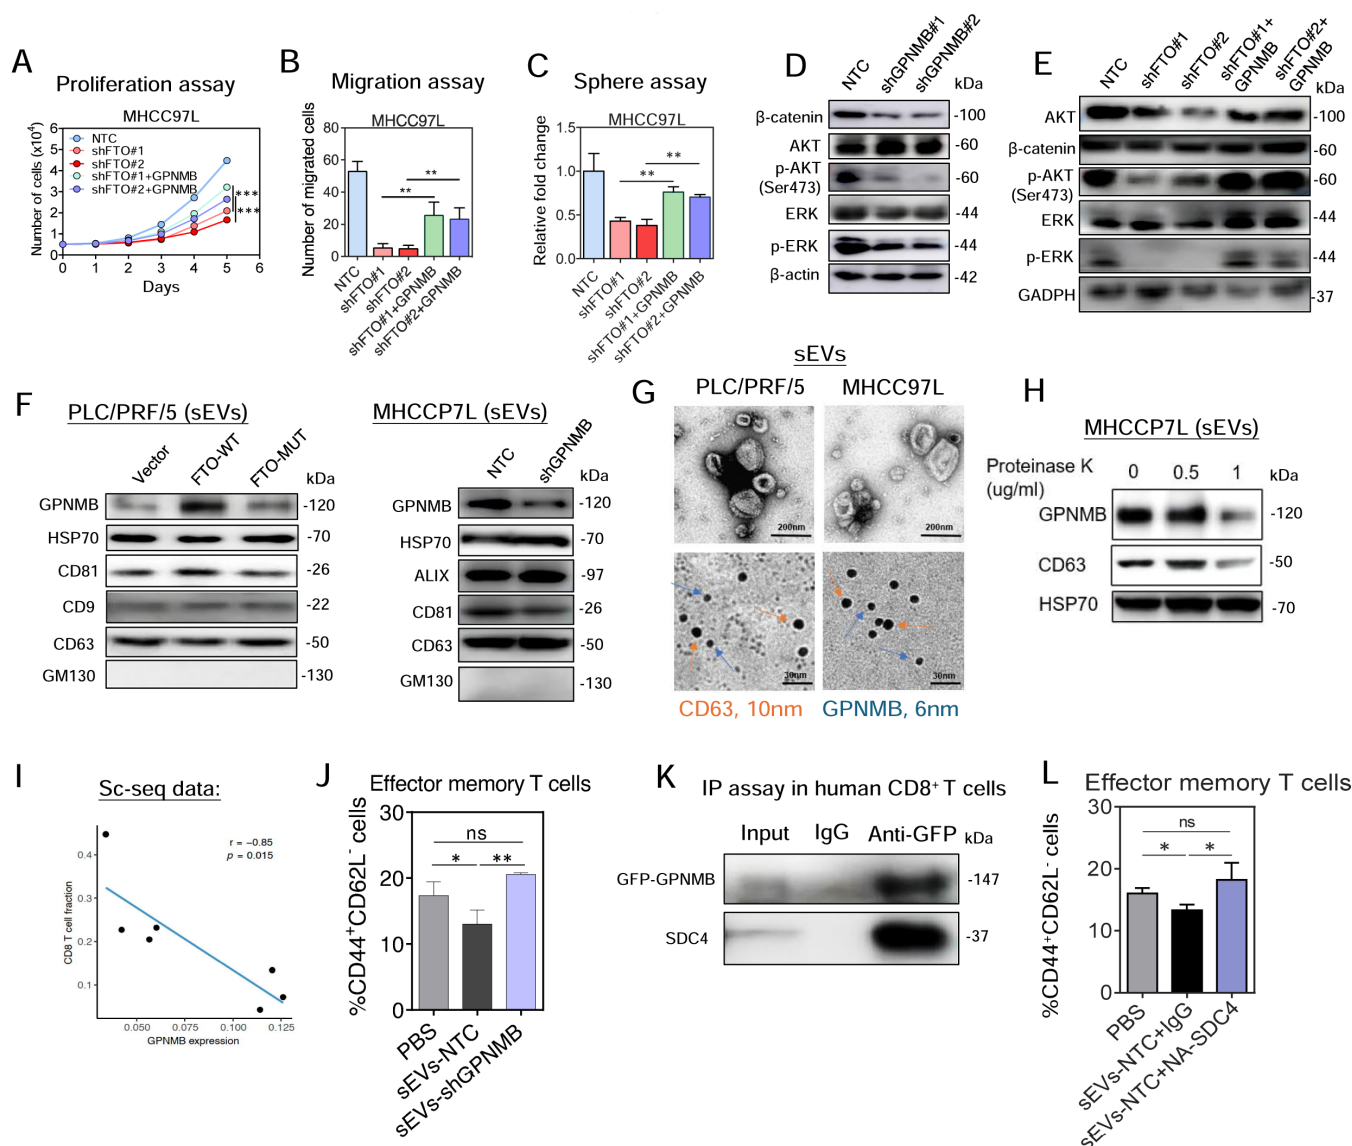 A
Proliferation assay
MHCC97L
Number of cells (x10⁴)
6
5
4
3
2
1
0
NTC
shFTO#1
shFTO#2
shFTO#1+GPNMB
shFTO#2+GPNMB
***
***
0 1 2 3 4 5 6
Days
B
Migration assay
MHCC97L
Number of migrated cells
80
60
40
20
0
**
**
NTC
shFTO#1
shFTO#2
shFTO#1+GPNMB
shFTO#2+GPNMB
C
Sphere assay
MHCC97L
Relative fold change
1.5
1.0
0.5
0.0
**
**
NTC
shFTO#1
shFTO#2
shFTO#1+GPNMB
shFTO#2+GPNMB
D
NTC
shGPNMB#1
shGPNMB#2
kDa
β-catenin -100
AKT -60
p-AKT
(Ser473) -60
ERK -44
p-ERK -44
β-actin -42
E
NTC
shFTO#1
shFTO#2
shFTO#1+
GPNMB
shFTO#2+
GPNMB
kDa
AKT -100
β-catenin -60
p-AKT
(Ser473) -60
ERK -44
p-ERK -44
GADPH -37
F
PLC/PRF/5 (sEVs)
Vector
FTO-WT
FTO-MUT
kDa
GPNMB -120
HSP70 -70
CD81 -26
CD9 -22
CD63 -50
GM130 -130
MHCCP7L (sEVs)
NTC
shGPNMB
kDa
GPNMB -120
HSP70 -70
ALIX -97
CD81 -26
CD63 -50
GM130 -130
G
sEVs
PLC/PRF/5 MHCC97L
200nm 200nm
30nm 30nm
CD63, 10nm GPNMB, 6nm
H
MHCCP7L (sEVs)
Proteinase K
(ug/ml)
0 0.5 1 kDa
GPNMB -120
CD63 -50
HSP70 -70
I
Sc-seq data:
r = −0.85
p = 0.015
CD8 T cell fraction
0.4
0.3
0.2
0.1
0.050 0.075 0.100 0.125
GPNMB expression
J
Effector memory T cells
%CD44⁺CD62L⁻ cells
30
20
10
0
ns
* **
PBS
sEVs-NTC
sEVs-shGPNMB
K
IP assay in human CD8⁺ T cells
Input IgG Anti-GFP kDa
GFP-GPNMB -147
SDC4 -37
L
Effector memory T cells
%CD44⁺CD62L⁻ cells
30
20
10
0
ns
* *
PBS
sEVs-NTC+IgG
sEVs-NTC+NA-SDC4